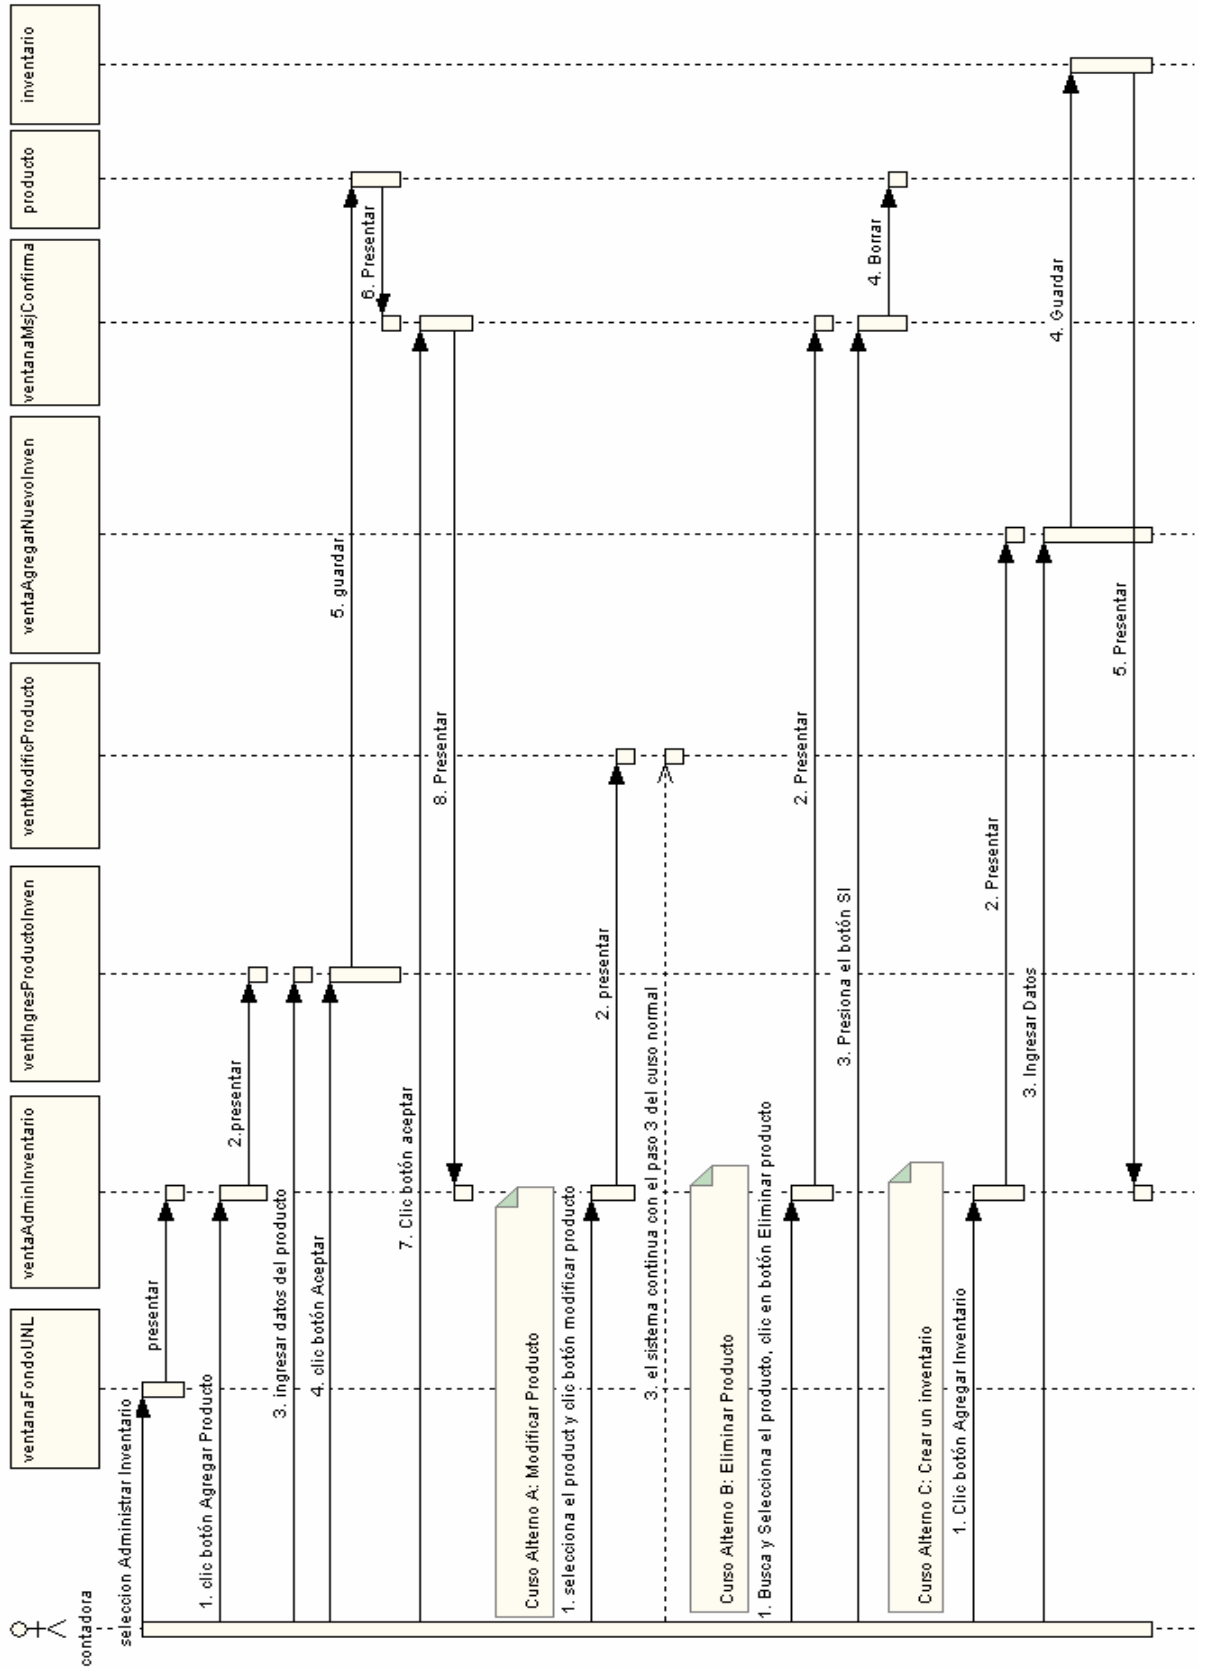 contadora
ventanaFondoUNL
ventaAdminInventario
ventIngresProductoInven
ventModificProducto
ventaAgregarNuevoInven
ventanaMsjConfirma
producto
inventario
seleccion Administrar Inventario
presentar
1. clic botón Agregar Producto
2.presentar
3. ingresar datos del producto
4. clic botón Aceptar
5. guardar
6. Presentar
7. Clic botón aceptar
8. Presentar
Curso Alterno A: Modificar Producto
1. selecciona el product y clic botón modificar producto
2. presentar
3. el sistema continua con el paso 3 del curso normal
Curso Alterno B: Eliminar Producto
1. Busca y Selecciona el producto, clic en botón Eliminar producto
2. Presentar
3. Presiona el botón SI
4. Borrar
Curso Alterno C: Crear un inventario
1. Clic botón Agregar Inventario
2. Presentar
3. Ingresar Datos
4. Guardar
5. Presentar